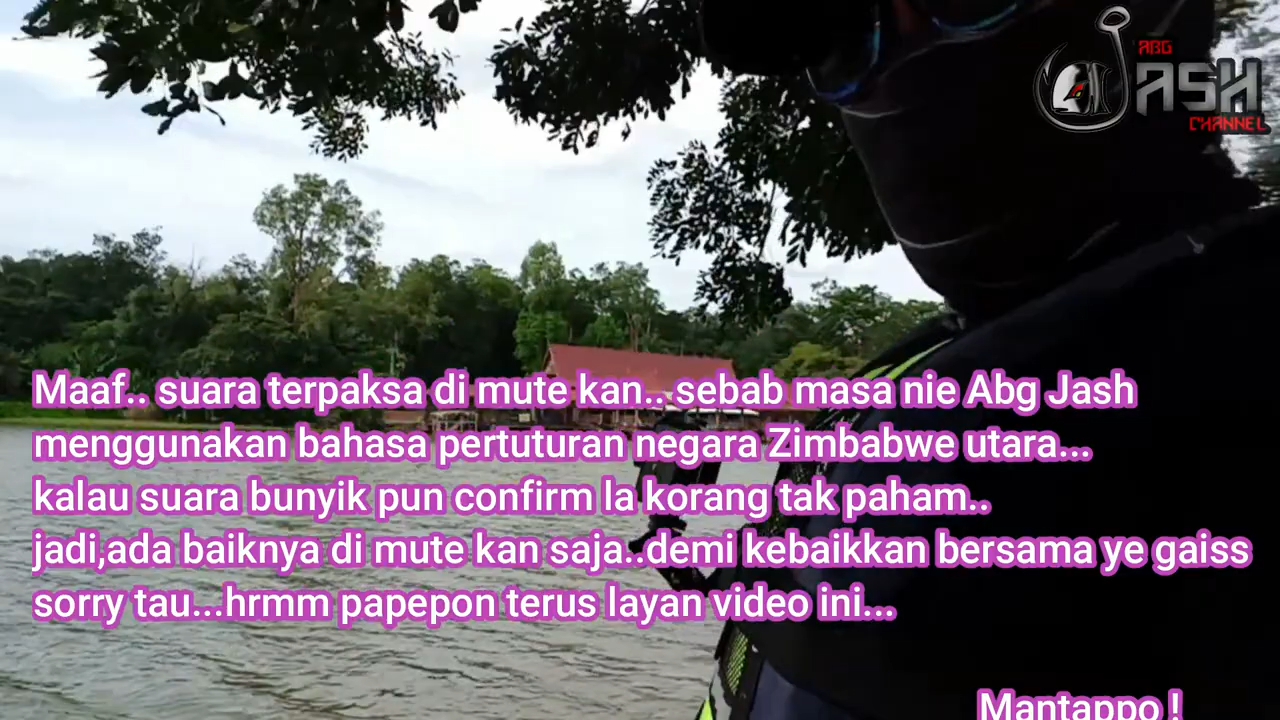 ABG
JASH
CHANNEL
Maaf.. suara terpaksa di mute kan.. sebab masa nie Abg Jash
menggunakan bahasa pertuturan negara Zimbabwe utara...
kalau suara bunyik pun confirm la korang tak paham..
jadi,ada baiknya di mute kan saja..demi kebaikkan bersama ye gaiss
sorry tau...hrmm papepon terus layan video ini...
Mantappo !